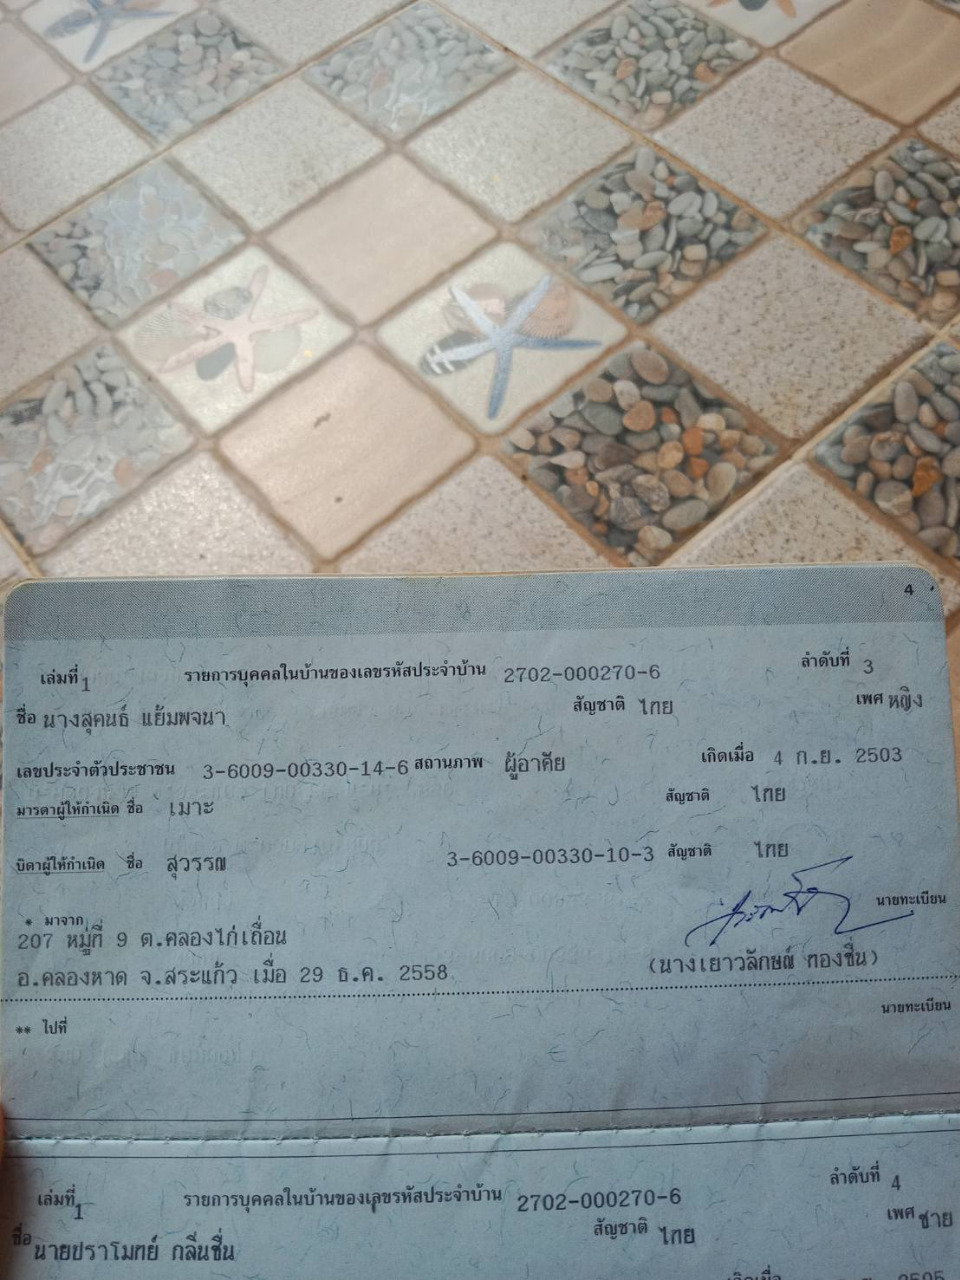 4
เล่มที่ 1 รายการบุคคลในบ้านของเลขรหัสประจำบ้าน 2702-000270-6 ลำดับที่ 3
ชื่อ นางสุคนธ์ แย้มพจนา สัญชาติ ไทย เพศ หญิง
เลขประจำตัวประชาชน 3-6009-00330-14-6 สถานภาพ ผู้อาศัย เกิดเมื่อ 4 ก.ย. 2503
มารดาผู้ให้กำเนิด ชื่อ เมาะ สัญชาติ ไทย
บิดาผู้ให้กำเนิด ชื่อ สุวรรณ 3-6009-00330-10-3 สัญชาติ ไทย
* มาจาก นายทะเบียน
207 หมู่ที่ 9 ต.คลองไก่เถื่อน
อ.คลองหาด จ.สระแก้ว เมื่อ 29 ธ.ค. 2558 (นางเยาวลักษณ์ ทองชื่น)
** ไปที่ นายทะเบียน
เล่มที่ 1 รายการบุคคลในบ้านของเลขรหัสประจำบ้าน 2702-000270-6 ลำดับที่ 4
ชื่อ นายปราโมทย์ กลิ่นชื่น สัญชาติ ไทย เพศ ชาย
เกิดเมื่อ